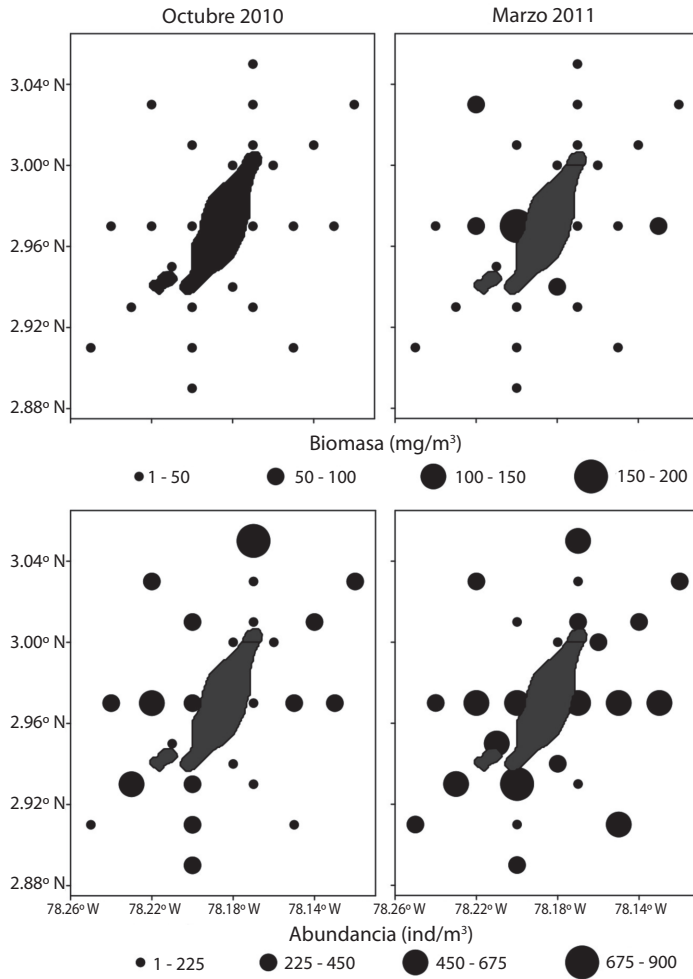 Octubre 2010
Marzo 2011
3.04º N
3.00º N
2.96º N
2.92º N
2.88º N
Biomasa (mg/m³)
1 - 50
50 - 100
100 - 150
150 - 200
3.04º N
3.00º N
2.96º N
2.92º N
2.88º N
78.26º W 78.22º W 78.18º W 78.14º W 78.22º W 78.18º W 78.14º W
Abundancia (ind/m³)
1 - 225
225 - 450
450 - 675
675 - 900